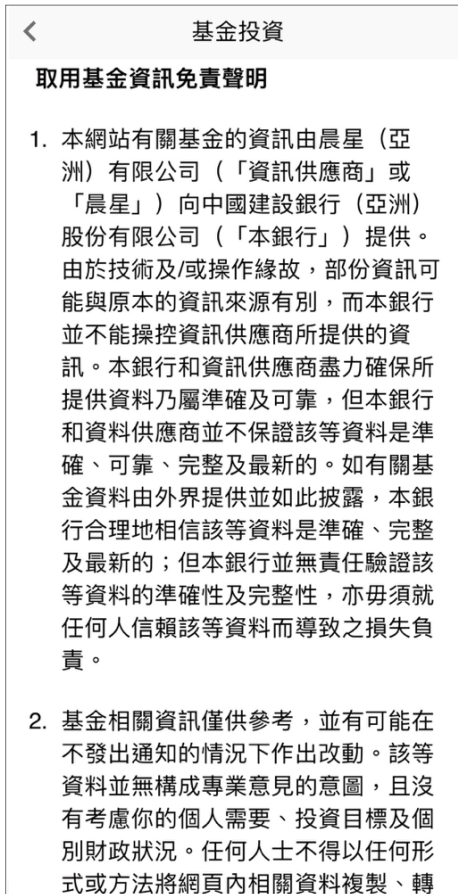 基金投資
取用基金資訊免責聲明
1. 本網站有關基金的資訊由晨星（亞
洲）有限公司（「資訊供應商」或
「晨星」）向中國建設銀行（亞洲）
股份有限公司（「本銀行」）提供。
由於技術及/或操作緣故，部份資訊可
能與原本的資訊來源有別，而本銀行
並不能操控資訊供應商所提供的資
訊。本銀行和資訊供應商盡力確保所
提供資料乃屬準確及可靠，但本銀行
和資料供應商並不保證該等資料是準
確、可靠、完整及最新的。如有關基
金資料由外界提供並如此披露，本銀
行合理地相信該等資料是準確、完整
及最新的；但本銀行並無責任驗證該
等資料的準確性及完整性，亦毋須就
任何人信賴該等資料而導致之損失負
責。
2. 基金相關資訊僅供參考，並有可能在
不發出通知的情況下作出改動。該等
資料並無構成專業意見的意圖，且沒
有考慮你的個人需要、投資目標及個
別財政狀況。任何人士不得以任何形
式或方法將網頁內相關資料複製、轉